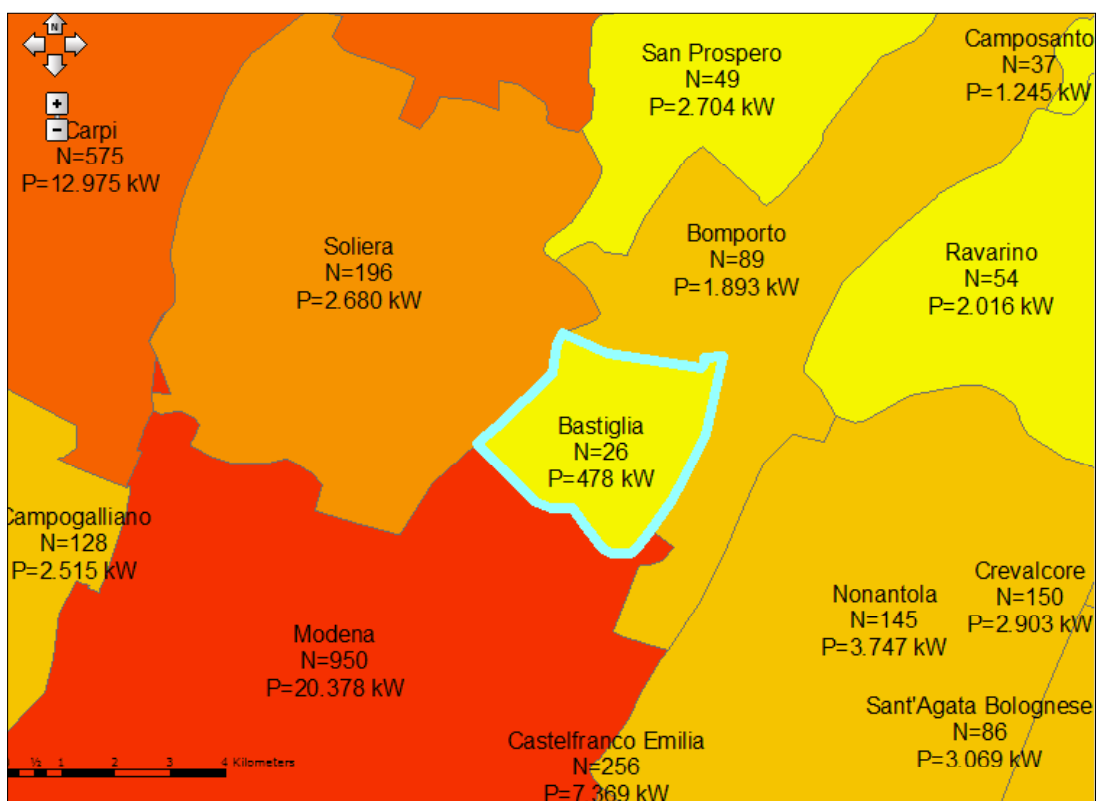 N
+
−
San Prospero
N=49
P=2.704 kW
Camposanto
N=37
P=1.245 kW
Carpi
N=575
P=12.975 kW
Soliera
N=196
P=2.680 kW
Bomporto
N=89
P=1.893 kW
Ravarino
N=54
P=2.016 kW
Bastiglia
N=26
P=478 kW
Campogalliano
N=128
P=2.515 kW
Modena
N=950
P=20.378 kW
Nonantola
N=145
P=3.747 kW
Crevalcore
N=150
P=2.903 kW
Sant'Agata Bolognese
N=86
P=3.069 kW
Castelfranco Emilia
N=256
P=7.369 kW
½ 1 2 3 4 Kilometers